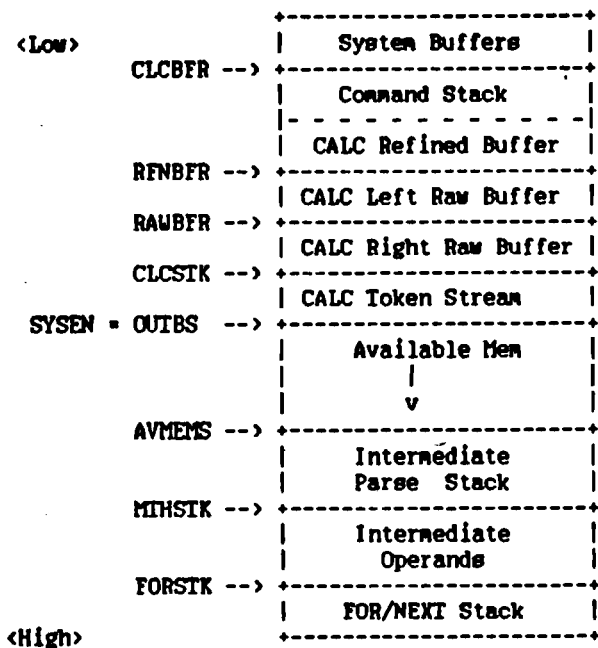 +-----------------------+
<Low> | System Buffers |
CLCBFR --> +-----------------------+
| Command Stack |
|- - - - - - - - - - - -|
| CALC Refined Buffer |
RFNBFR --> +-----------------------+
| CALC Left Raw Buffer |
RAWBFR --> +-----------------------+
| CALC Right Raw Buffer |
CLCSTK --> +-----------------------+
| CALC Token Stream |
SYSEN = OUTBS --> +-----------------------+
| Available Mem |
| | |
| v |
AVMEMS --> +-----------------------+
| Intermediate |
| Parse Stack |
MTHSTK --> +-----------------------+
| Intermediate |
| Operands |
FORSTK --> +-----------------------+
| FOR/NEXT Stack |
<High> +-----------------------+